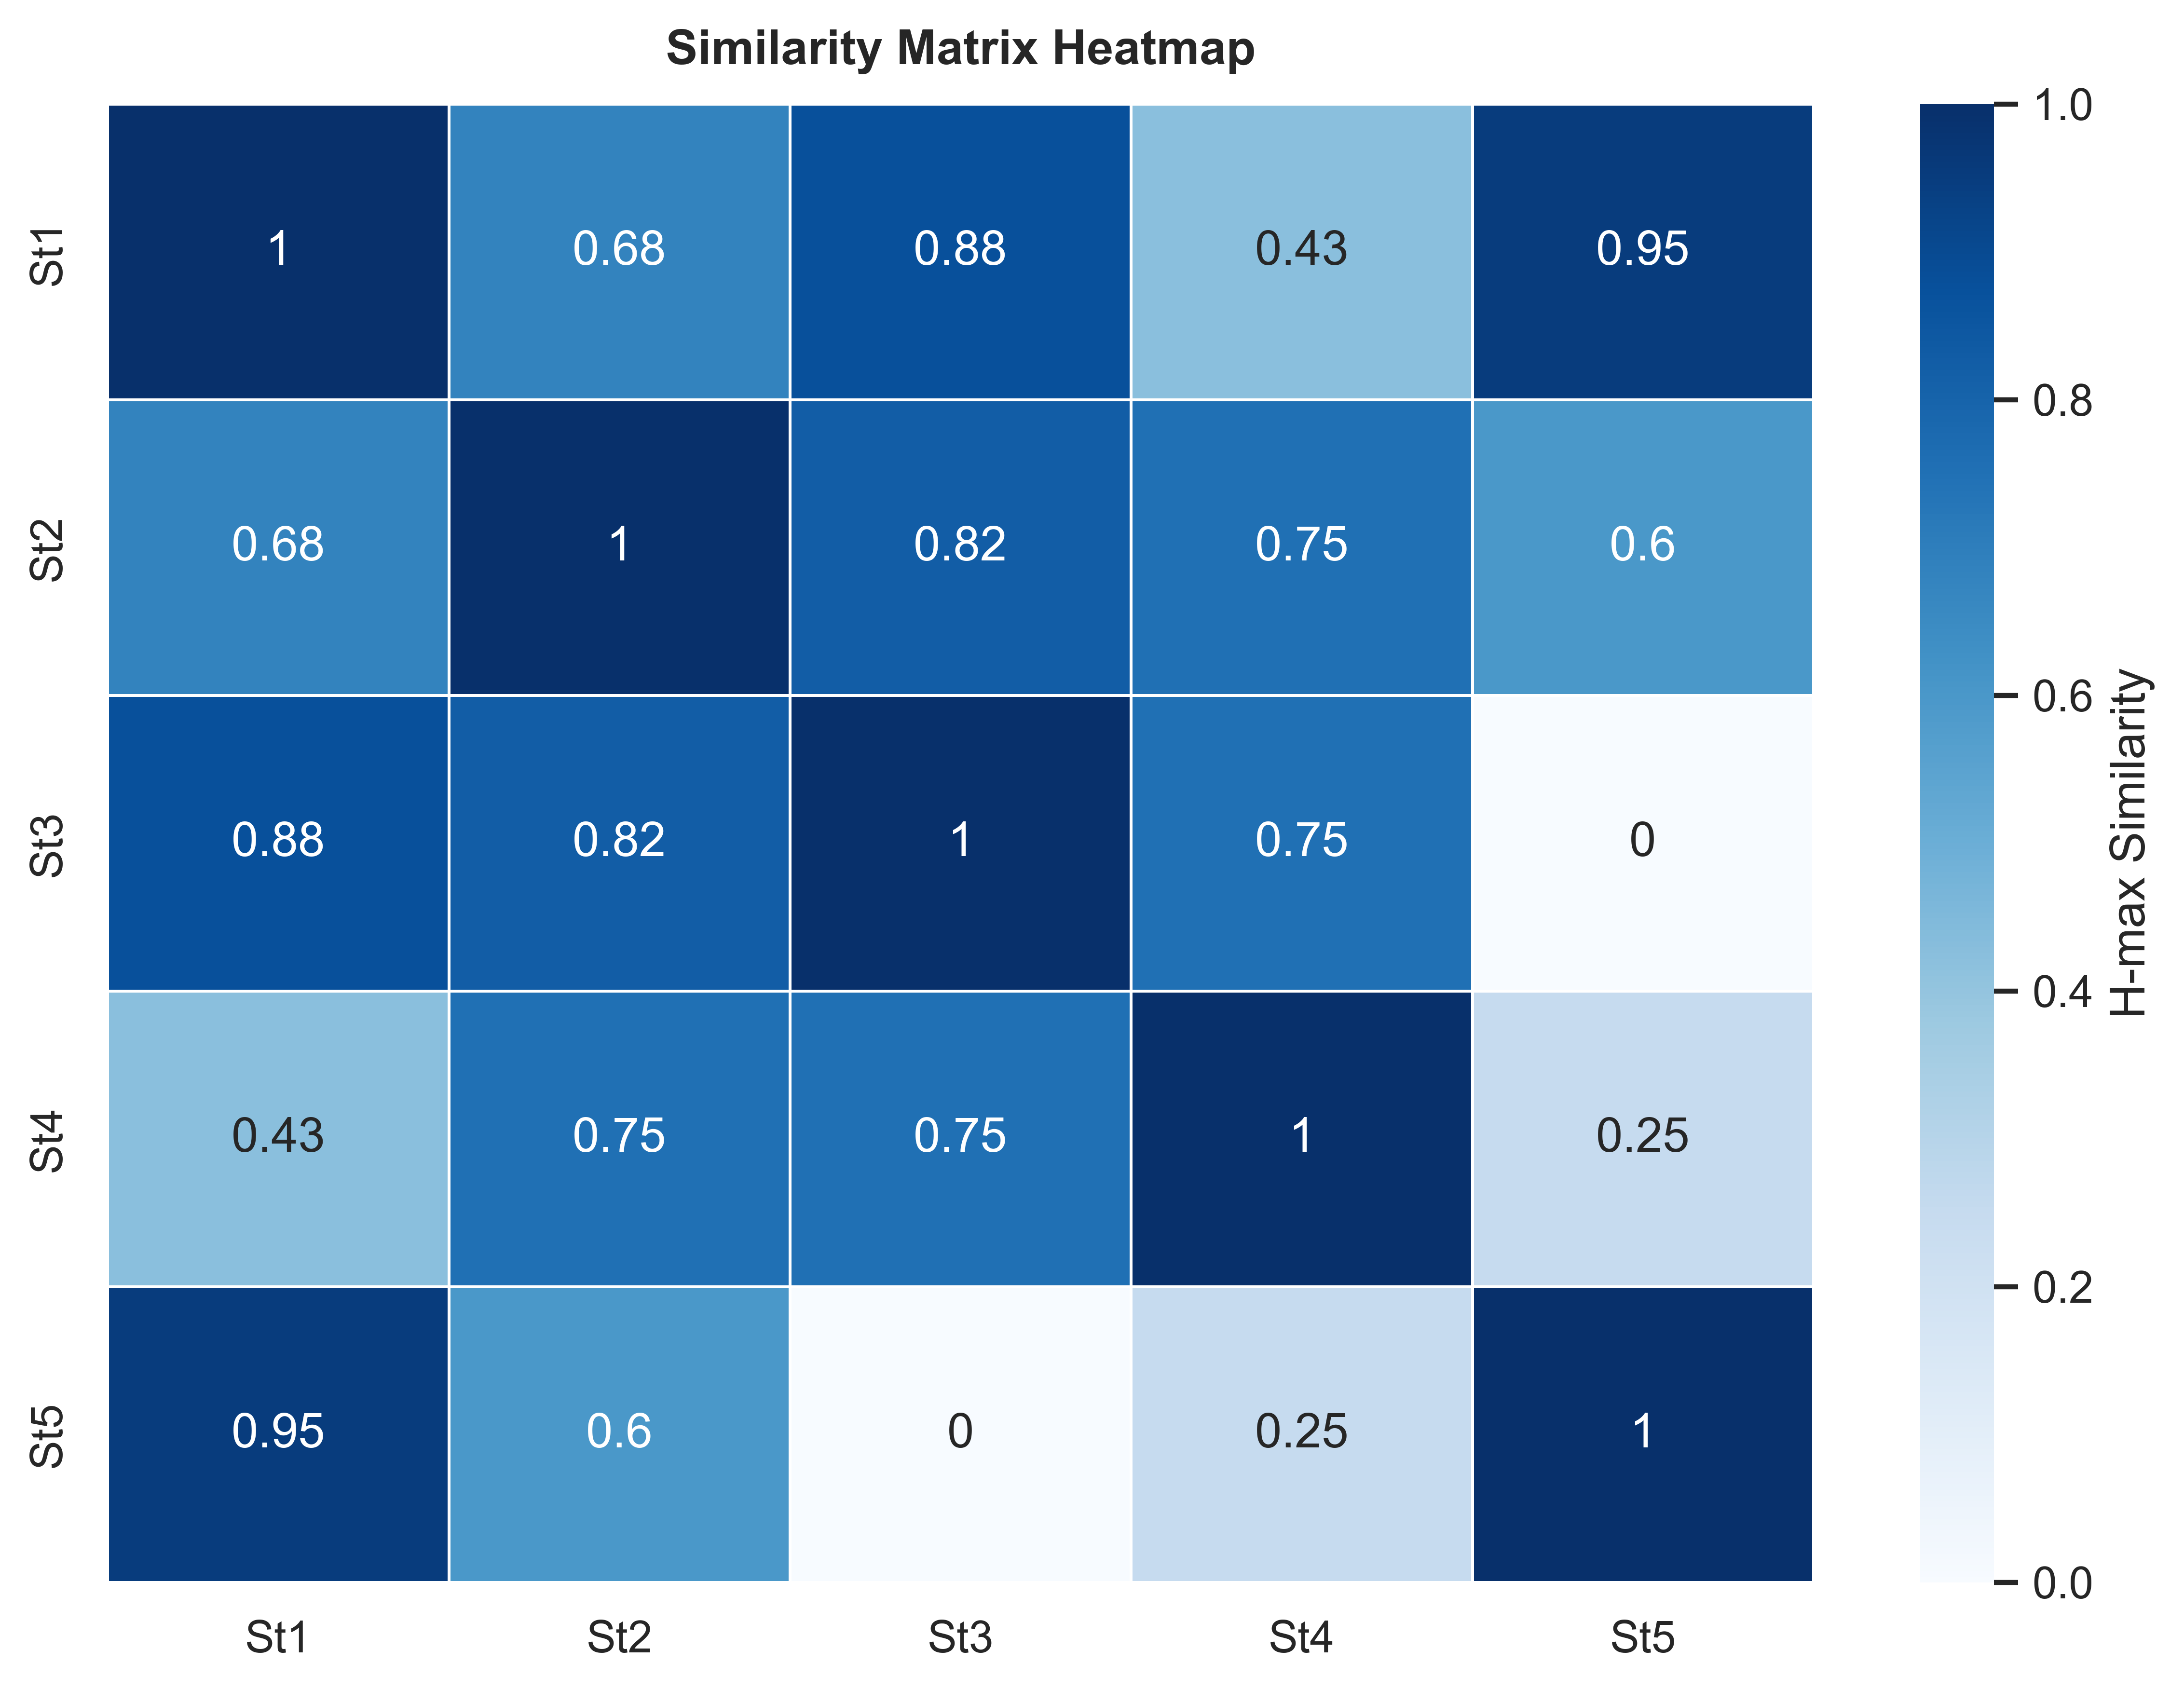 Similarity Matrix Heatmap
St1 1 0.68 0.88 0.43 0.95
St2 0.68 1 0.82 0.75 0.6
St3 0.88 0.82 1 0.75 0
St4 0.43 0.75 0.75 1 0.25
St5 0.95 0.6 0 0.25 1
St1 St2 St3 St4 St5
1.0
0.8
0.6
0.4
0.2
0.0
H-max Similarity